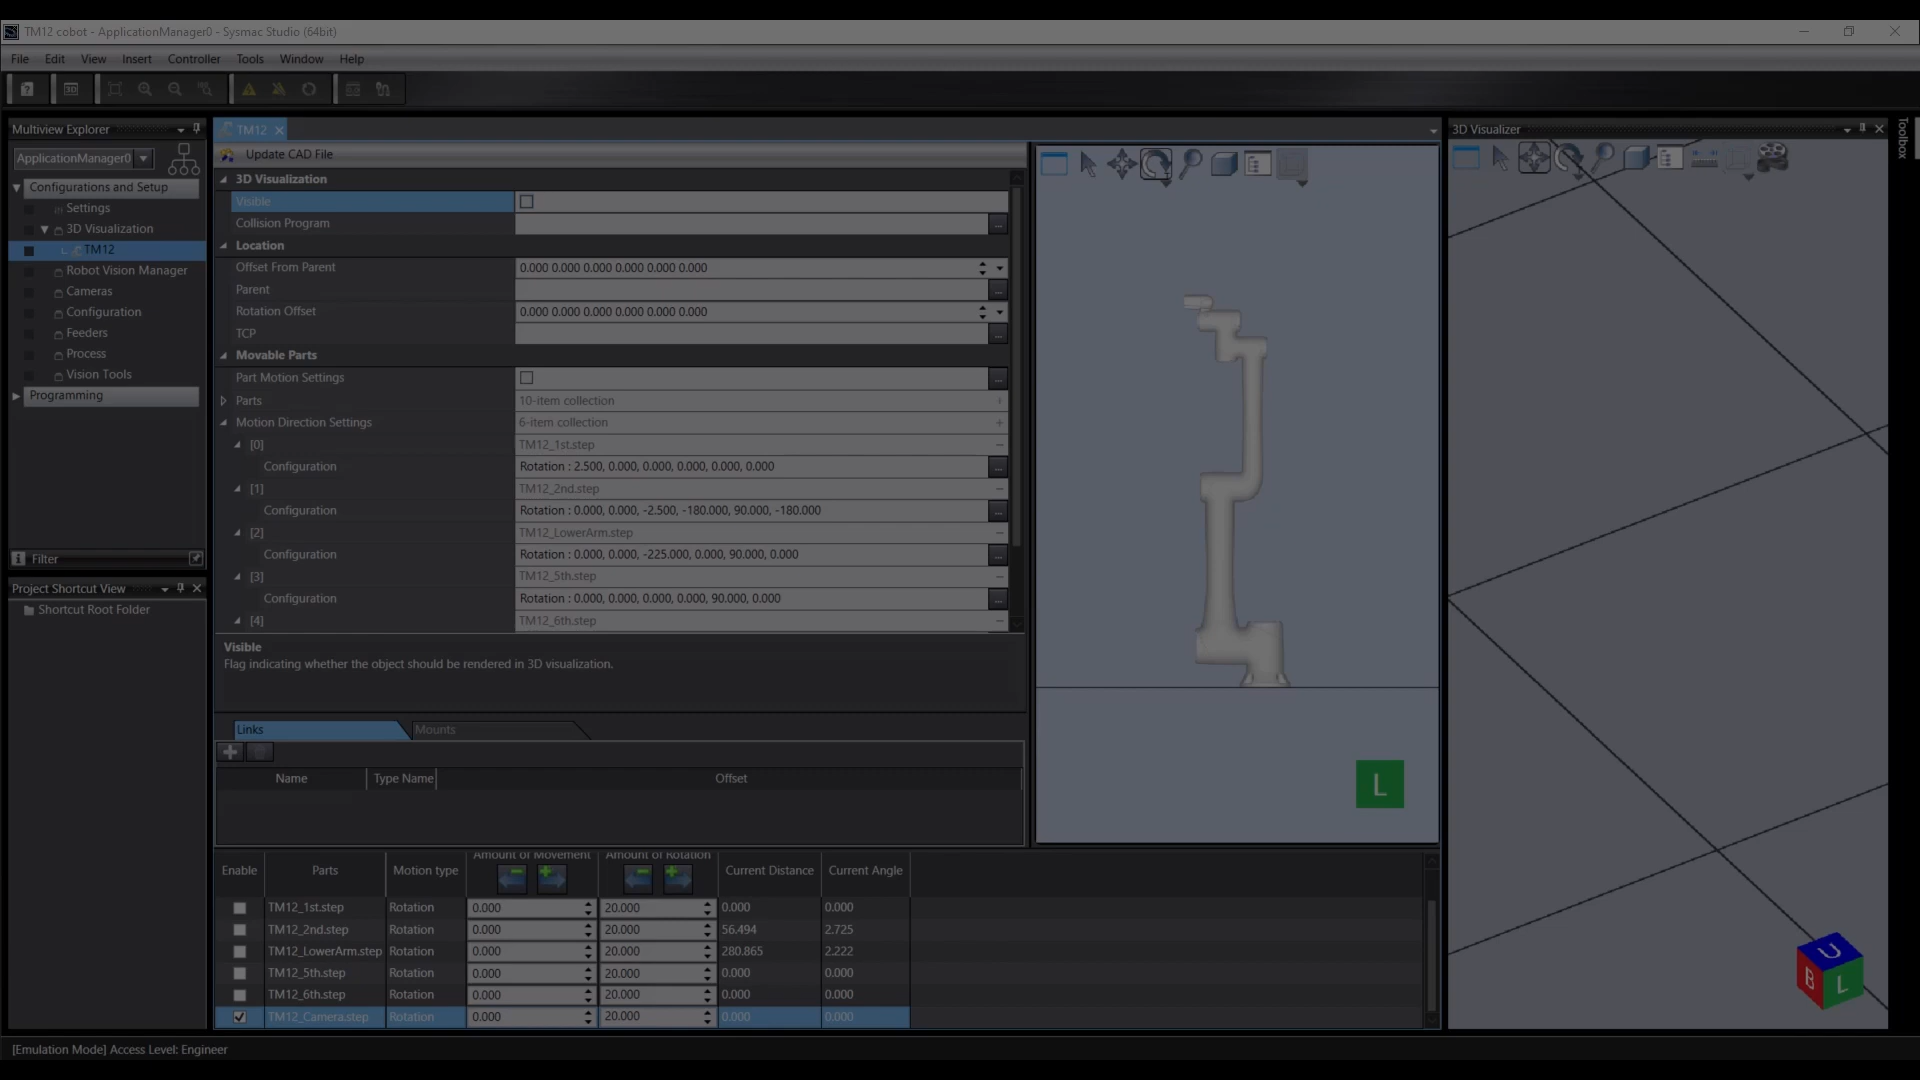 TM12 cobot - ApplicationManager0 - Sysmac Studio (64bit)
File Edit View Insert Controller Tools Window Help
3D
Multiview Explorer
ApplicationManager0
Configurations and Setup
Settings
3D Visualization
TM12
Robot Vision Manager
Cameras
Configuration
Feeders
Process
Vision Tools
Programming
Filter
Project Shortcut View
Shortcut Root Folder
TM12
Update CAD File
3D Visualization
Visible
Collision Program
Location
Offset From Parent 0.000 0.000 0.000 0.000 0.000 0.000
Parent
Rotation Offset 0.000 0.000 0.000 0.000 0.000 0.000
TCP
Movable Parts
Part Motion Settings
Parts 10-item collection
Motion Direction Settings 6-item collection
[0] TM12_1st.step
Configuration Rotation : 2.500, 0.000, 0.000, 0.000, 0.000, 0.000
[1] TM12_2nd.step
Configuration Rotation : 0.000, 0.000, -2.500, -180.000, 90.000, -180.000
[2] TM12_LowerArm.step
Configuration Rotation : 0.000, 0.000, -225.000, 0.000, 90.000, 0.000
[3] TM12_5th.step
Configuration Rotation : 0.000, 0.000, 0.000, 0.000, 90.000, 0.000
[4] TM12_6th.step
Visible
Flag indicating whether the object should be rendered in 3D visualization.
Links Mounts
Name Type Name Offset
L
Enable Parts Motion type Amount of Movement Amount of Rotation Current Distance Current Angle
TM12_1st.step Rotation 0.000 20.000 0.000 0.000
TM12_2nd.step Rotation 0.000 20.000 56.494 2.725
TM12_LowerArm.step Rotation 0.000 20.000 280.865 2.222
TM12_5th.step Rotation 0.000 20.000 0.000 0.000
TM12_6th.step Rotation 0.000 20.000 0.000 0.000
TM12_Camera.step Rotation 0.000 20.000 0.000 0.000
3D Visualizer
Toolbox
U
B L
[Emulation Mode] Access Level: Engineer